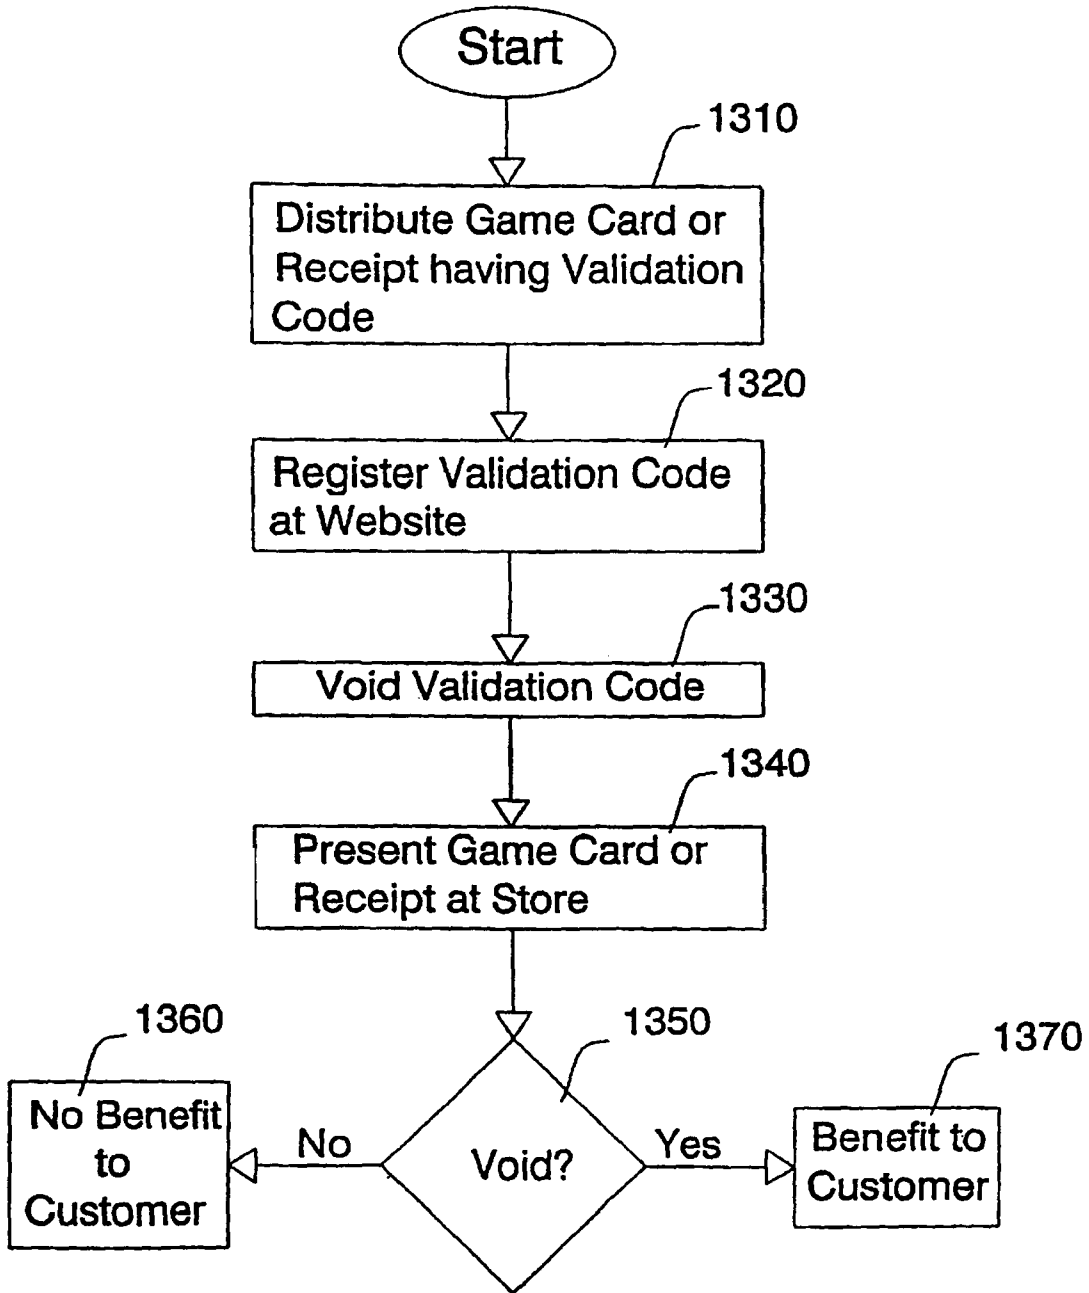 Start
1310
Distribute Game Card or
Receipt having Validation
Code
1320
Register Validation Code
at Website
1330
Void Validation Code
1340
Present Game Card or
Receipt at Store
1360
1350
1370
No Benefit
to
Customer
No
Void?
Yes
Benefit to
Customer